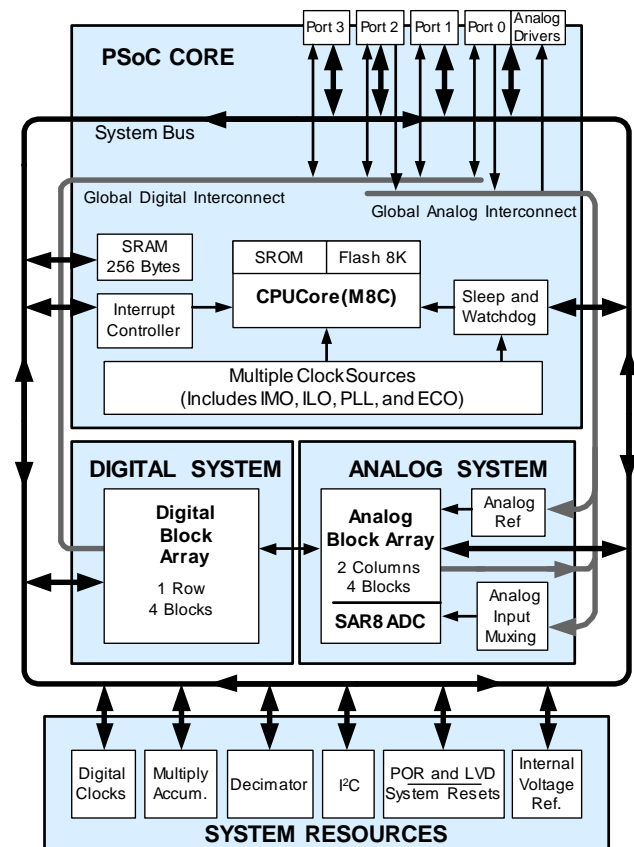 Port 3 Port 2 Port 1 Port 0 Analog
Drivers
PSoC CORE
System Bus
Global Digital Interconnect
Global Analog Interconnect
SRAM
256 Bytes
SROM Flash 8K
CPUCore(M8C)
Interrupt
Controller
Sleep and
Watchdog
Multiple ClockSources
(Includes IMO, ILO, PLL, and ECO)
DIGITAL SYSTEM
Digital
Block
Array
1 Row
4 Blocks
ANALOG SYSTEM
Analog
Block Array
2 Columns
4 Blocks
SAR8 ADC
Analog
Ref
Analog
Input
Muxing
Digital
Clocks
Multiply
Accum.
Decimator
I²C
POR and LVD
System Resets
Internal
Voltage
Ref.
SYSTEM RESOURCES